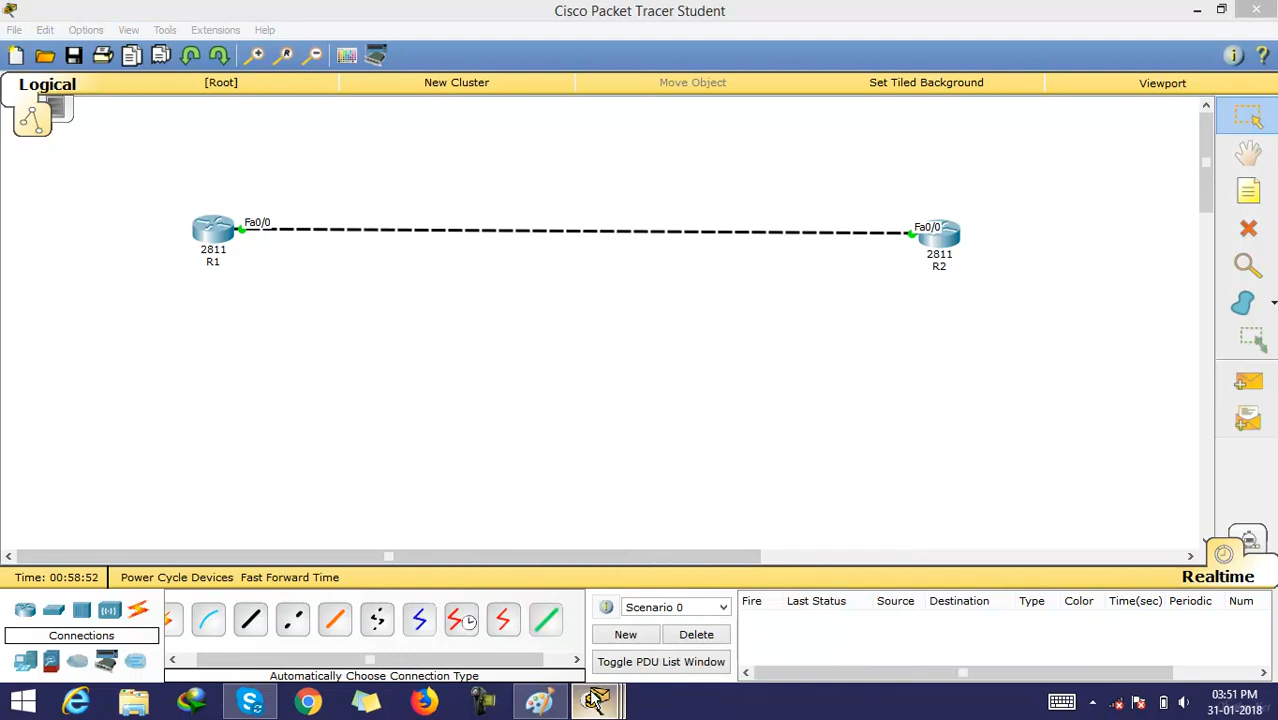 Cisco Packet Tracer Student
File Edit Options View Tools Extensions Help
Logical [Root] New Cluster Move Object Set Tiled Background Viewport
Fa0/0
2811
R1
Fa0/0
2811
R2
Time: 00:58:52 Power Cycle Devices Fast Forward Time
Realtime
Connections
Automatically Choose Connection Type
Scenario 0
New Delete
Toggle PDU List Window
Fire Last Status Source Destination Type Color Time(sec) Periodic Num
03:51 PM
31-01-2018